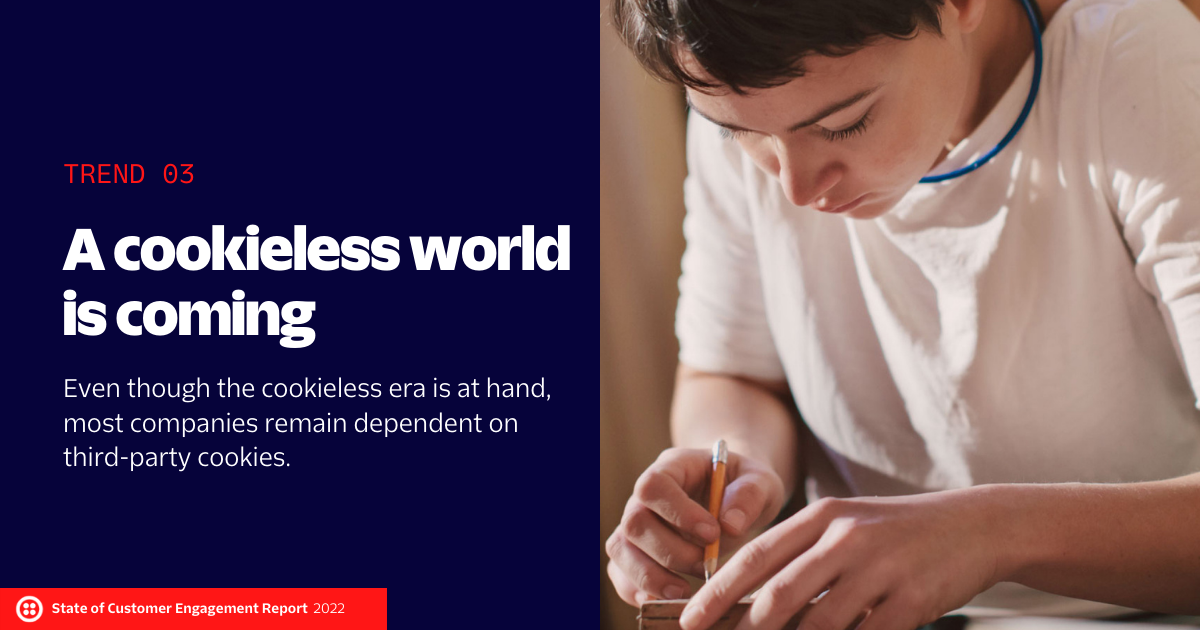 TREND 03
A cookieless world
is coming
Even though the cookieless era is at hand,
most companies remain dependent on
third-party cookies.
State of Customer Engagement Report 2022